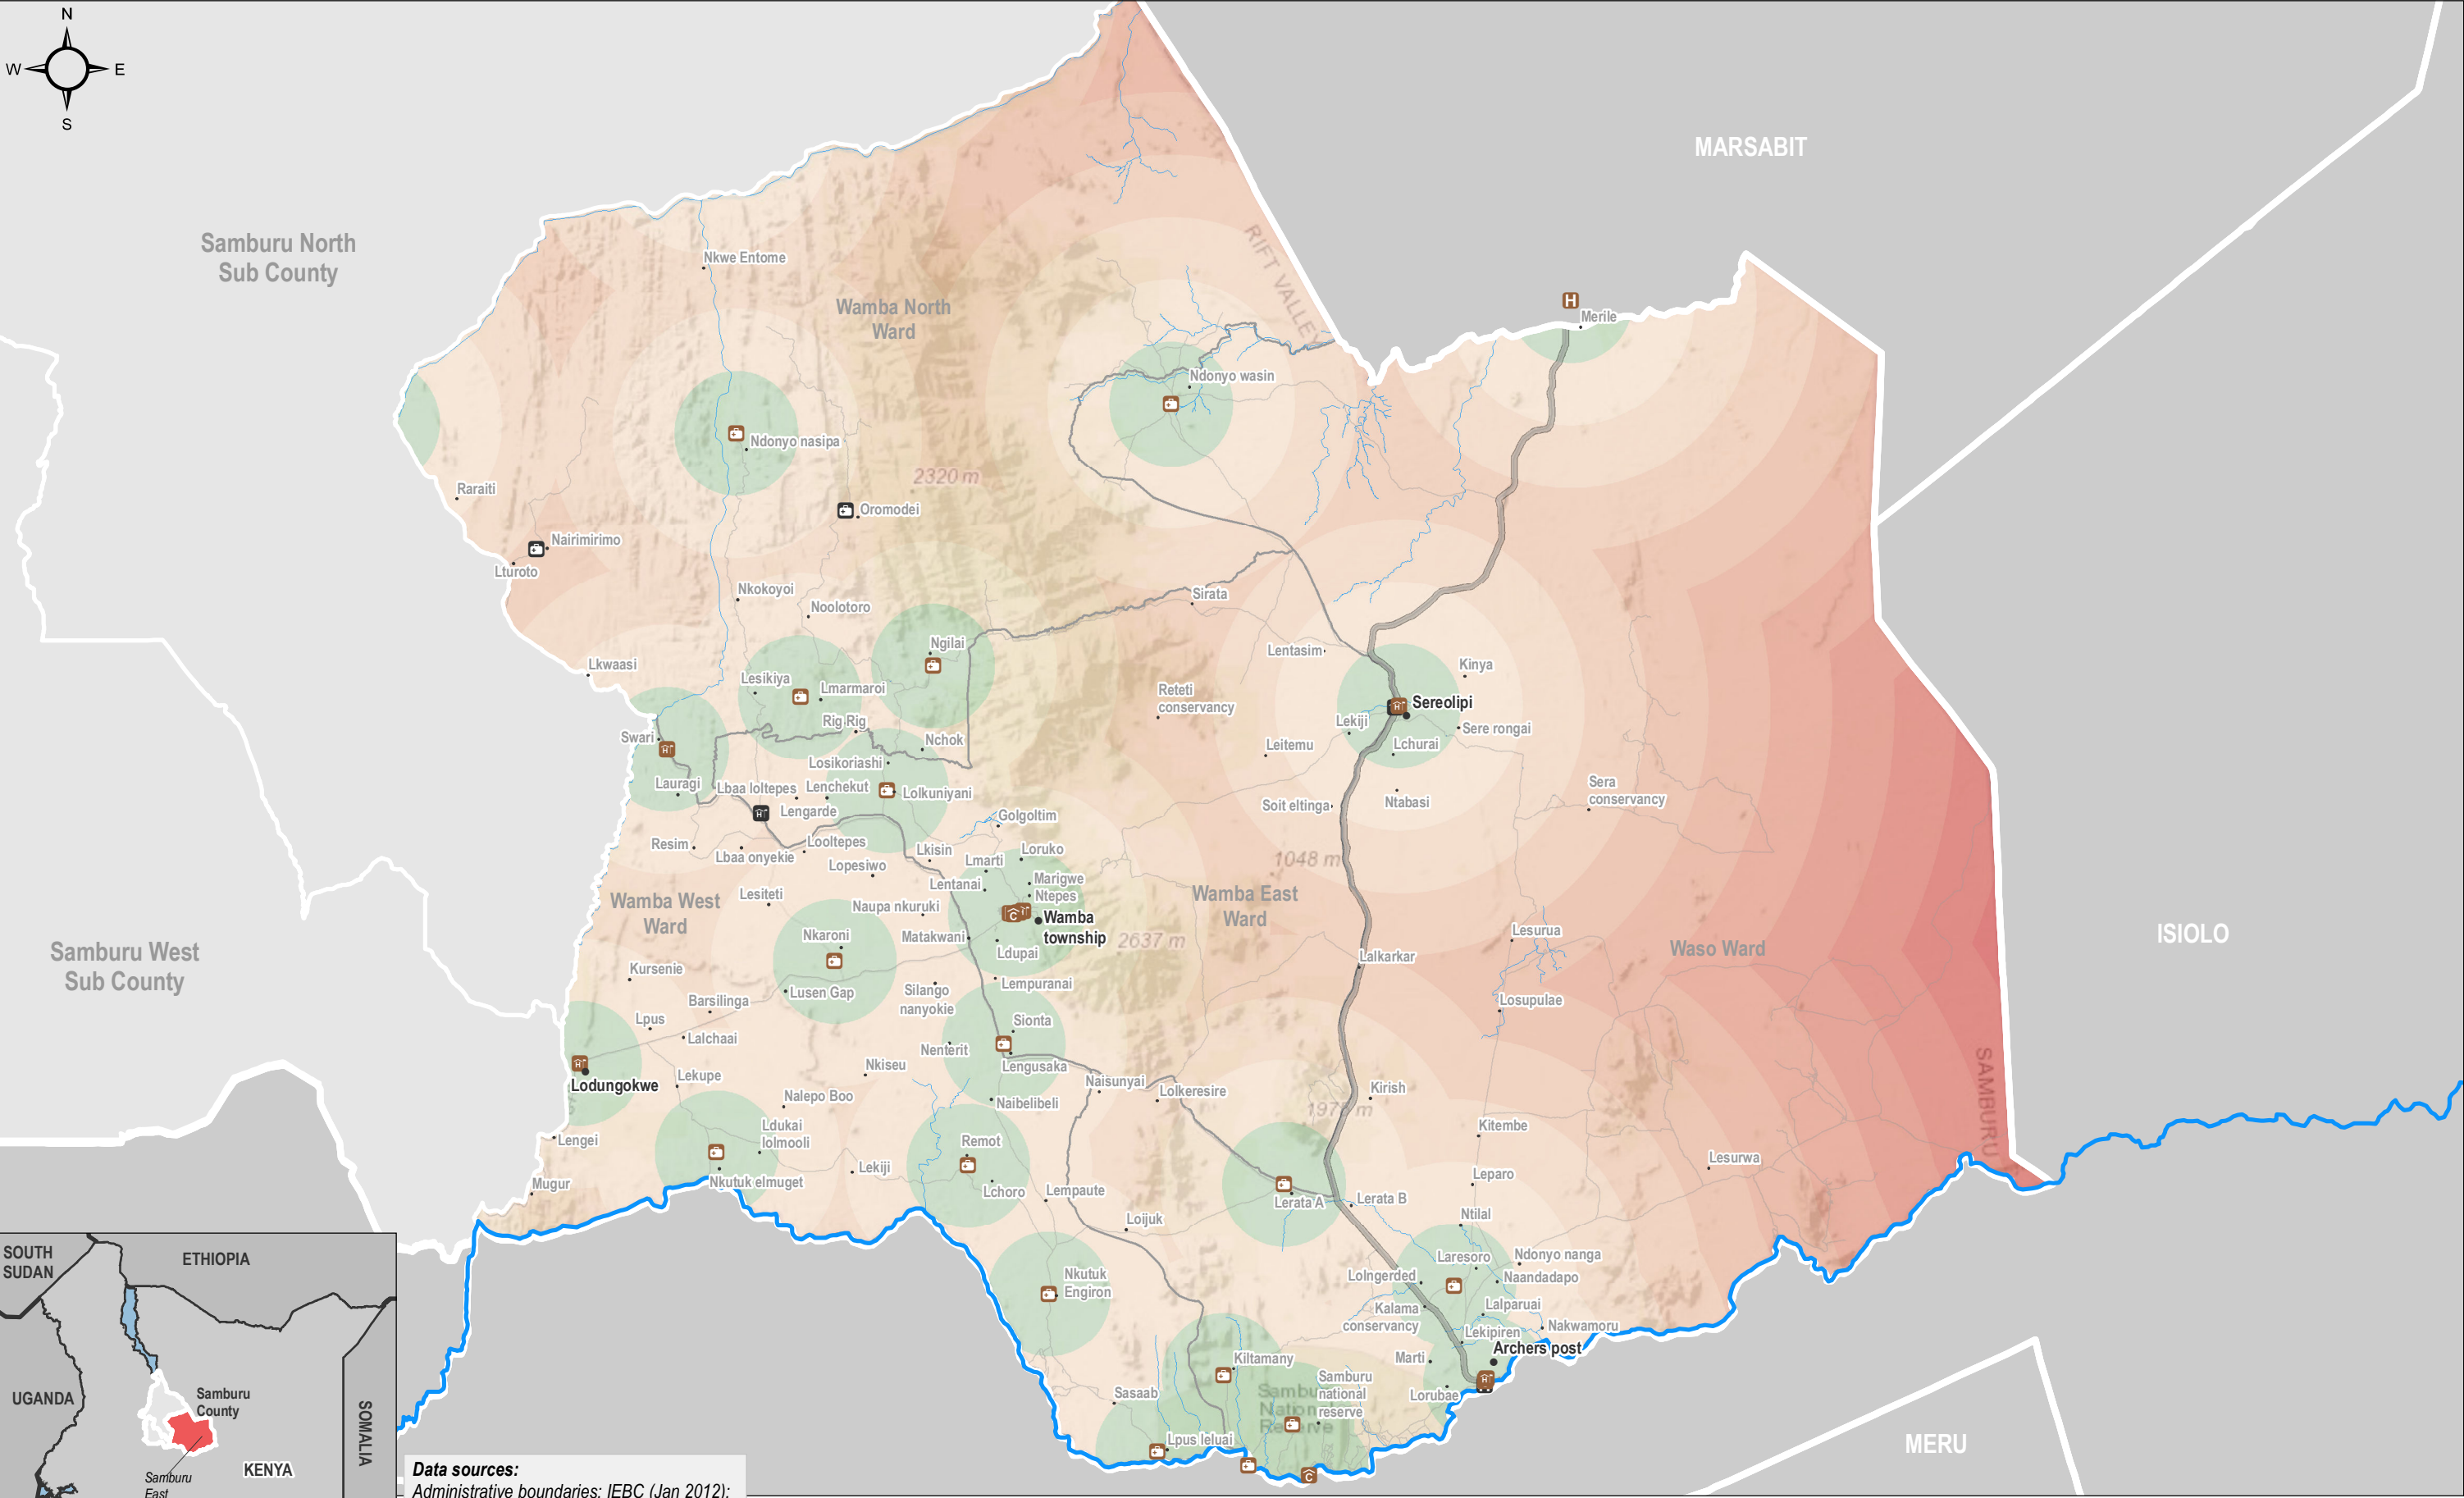 N
W
E
S
MARSABIT
Samburu North
Sub County
RIFT VALLEY
Nkwe Entome
Wamba North
Ward
H
Merile
Ndonyo wasin
Ndonyo nasipa
2320 m
Raraiti
Oromodei
Nairimirimo
Lturoto
Nkokoyoi
Noolotoro
Sirata
Ngilai
Lentasim
Kinya
Lkwaasi
Lesikiya
Lmarmaroi
Reteti
conservancy
Sereolipi
Rig Rig
Lekiji
Sere rongai
Swari
Nchok
Leitemu
Lchurai
Losikoriashi
Lauragi
Lbaa loltepes
Lenchekut
Lolkuniyani
Sera
conservancy
Lengarde
Soit eltinga
Ntabasi
Golgoltim
Resim
Lbaa onyekie
Looltepes
Lkisin
Loruko
Lopesiwo
Lmarti
1048 m
Lentanai
Marigwe
Ntepes
Lesiteti
Wamba West
Ward
Naupa nkuruki
C
Wamba
township
Wamba East
Ward
Nkaroni
Matakwani
2637 m
Lesurua
Waso Ward
ISIOLO
Samburu West
Sub County
Ldupai
Lalkarkar
Kursenie
Lusen Gap
Silango
nanyokie
Lempuranai
Barsilinga
Losupulae
Lpus
Sionta
Lalchaai
Nenterit
Lengusaka
Lodungokwe
Lekupe
Nkiseu
Naisunyai
Lolkeresire
Kirish
SAMBURU
Nalepo Boo
Naibelibeli
1978 m
Ldukai
lolmooli
Kitembe
Lengei
Remot
Lesurwa
Mugur
Nkutuk elmuget
Lekiji
Lchoro
Lempaute
Lerata A
Lerata B
Leparo
Loijuk
Ntilal
Laresoro
Ndonyo nanga
Nkutuk
Engiron
Lolngerded
Naandadapo
Kalama
conservancy
Lalparuai
Nakwamoru
Lekipiren
Archers post
Kiltamany
Marti
Sasaab
Samburu
national
reserve
Lorubae
Lpus leluai
C
MERU
SOUTH
SUDAN
ETHIOPIA
UGANDA
Samburu
County
SOMALIA
KENYA
Samburu
East
Data sources:
Administrative boundaries: IEBC (Jan 2012);